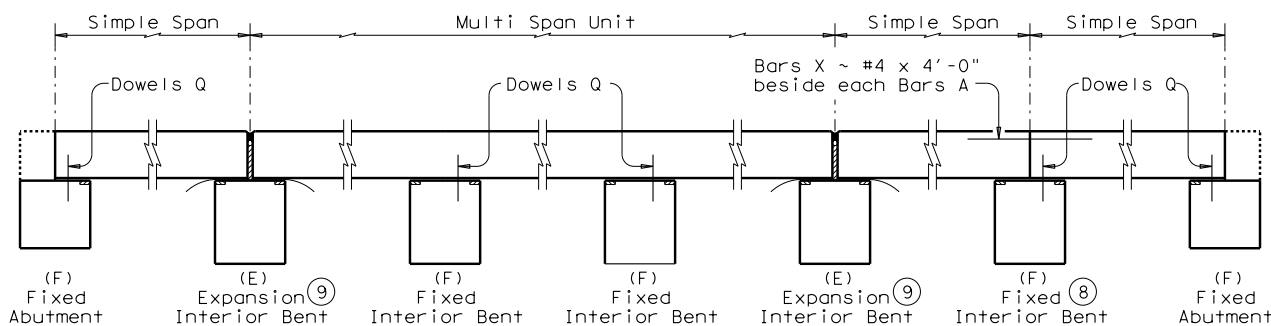 Simple Span
Multi Span Unit
Simple Span
Simple Span
Dowels Q
Dowels Q
Bars X ~ #4 x 4'-0"
beside each Bars A
Dowels Q
(F)
Fixed
Abutment
(E)
Expansion 9
Interior Bent
(F)
Fixed
Interior Bent
(F)
Fixed
Interior Bent
(E)
Expansion 9
Interior Bent
(F)
Fixed 8
Interior Bent
(F)
Fixed
Abutment